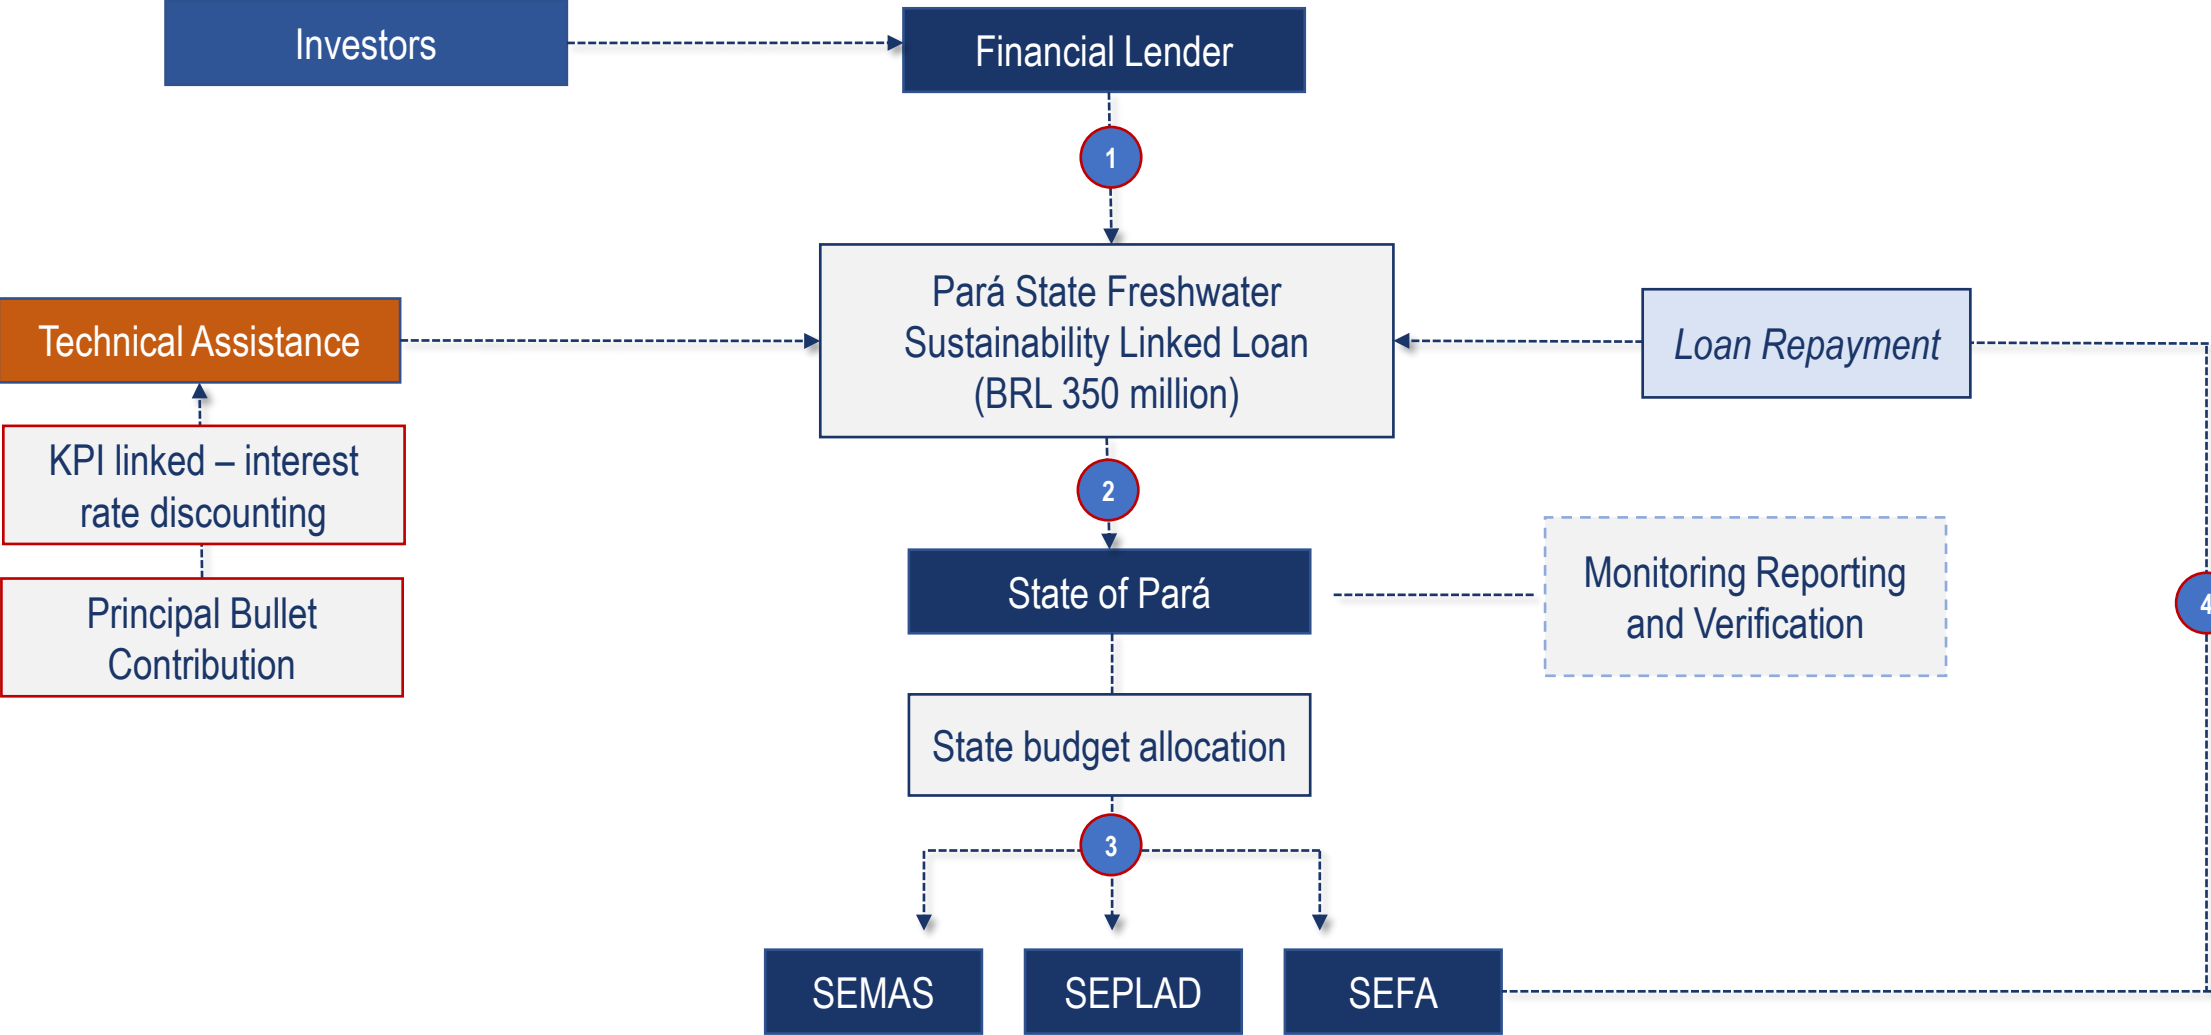 Investors
Financial Lender
1
Pará State Freshwater
Sustainability Linked Loan
(BRL 350 million)
Technical Assistance
Loan Repayment
KPI linked – interest
rate discounting
2
Principal Bullet
Contribution
State of Pará
Monitoring Reporting
and Verification
4
State budget allocation
3
SEMAS
SEPLAD
SEFA